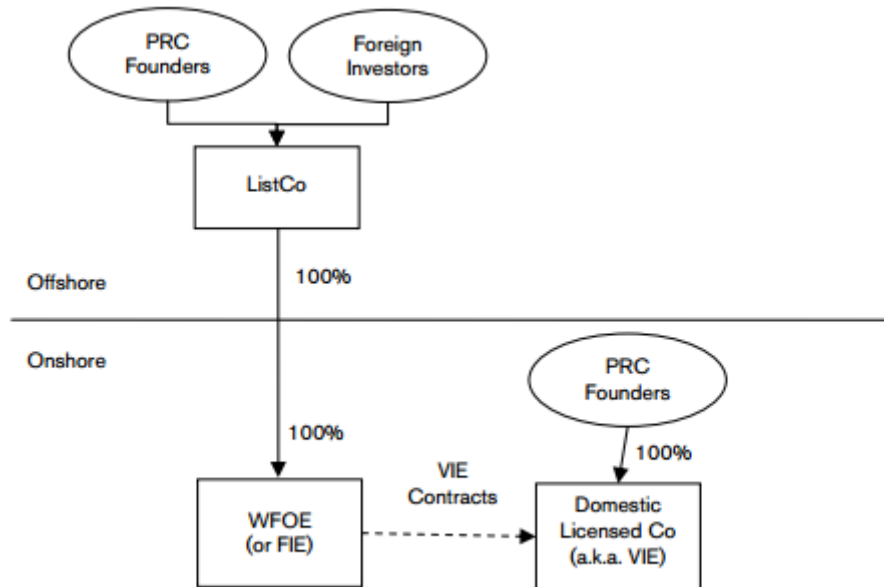 PRC
Founders
Foreign
Investors
ListCo
100%
Offshore
Onshore
PRC
Founders
100%
100%
VIE
Contracts
WFOE
(or FIE)
Domestic
Licensed Co
(a.k.a. VIE)